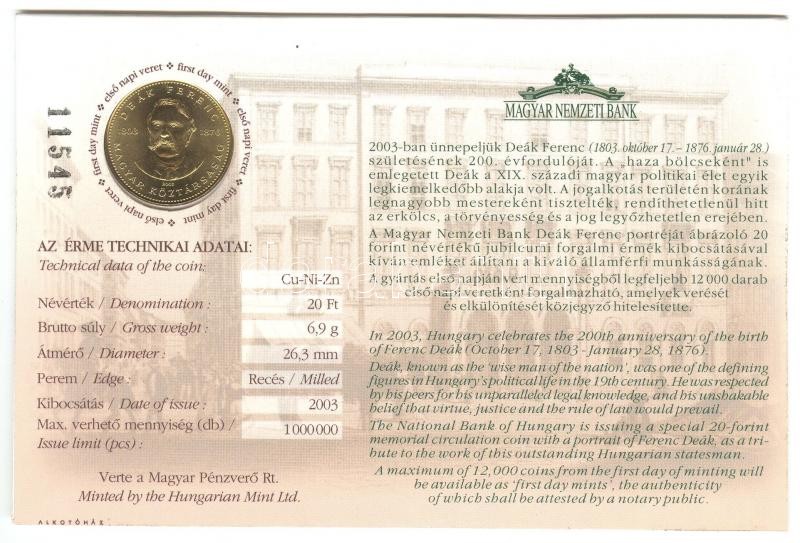 első napi veret ♦ first day mint ♦ első napi veret ♦ first day mint ♦ első napi veret ♦ first day mint ♦
DEÁK FERENC
1803 1876
MAGYAR KÖZTÁRSASÁG
2003
11545
MAGYAR NEMZETI BANK
AZ ÉRME TECHNIKAI ADATAI:
Technical data of the coin:
Cu-Ni-Zn
Névérték / Denomination : 20 Ft
Brutto súly / Gross weight : 6,9 g
Átmérő / Diameter : 26,3 mm
Perem / Edge : Recés / Milled
Kibocsátás / Date of issue : 2003
Max. verhető mennyiség (db) /
Issue limit (pcs) : 1000000
Verte a Magyar Pénzverő Rt.
Minted by the Hungarian Mint Ltd.
ALKOTÓHÁZ
2003-ban ünnepeljük Deák Ferenc (1803. október 17. – 1876. január 28.)
születésének 200. évfordulóját. A „haza bölcseként" is
emlegetett Deák a XIX. századi magyar politikai élet egyik
legkiemelkedőbb alakja volt. A jogalkotás területén korának
legnagyobb mestereként tisztelték, rendíthetetlenül hitt
az erkölcs, a törvényesség és a jog legyőzhetetlen erejében.
A Magyar Nemzeti Bank Deák Ferenc portréját ábrázoló 20
forint névértékű jubileumi forgalmi érmék kibocsátásával
kíván emléket állítani a kiváló államférfi munkásságának.
A gyártás első napján vert mennyiségből legfeljebb 12 000 darab
első napi veretként forgalmazható, amelyek verését
és elkülönítését közjegyző hitelesítette.
In 2003, Hungary celebrates the 200th anniversary of the birth
of Ferenc Deák (October 17, 1803 - January 28, 1876).
Deák, known as the 'wise man of the nation', was one of the defining
figures in Hungary's political life in the 19th century. He was respected
by his peers for his unparalleled legal knowledge, and his unshakable
belief that virtue, justice and the rule of law would prevail.
The National Bank of Hungary is issuing a special 20-forint
memorial circulation coin with a portrait of Ferenc Deák, as a tri-
bute to the work of this outstanding Hungarian statesman.
A maximum of 12,000 coins from the first day of minting will
be available as 'first day mints', the authenticity
of which shall be attested by a notary public.